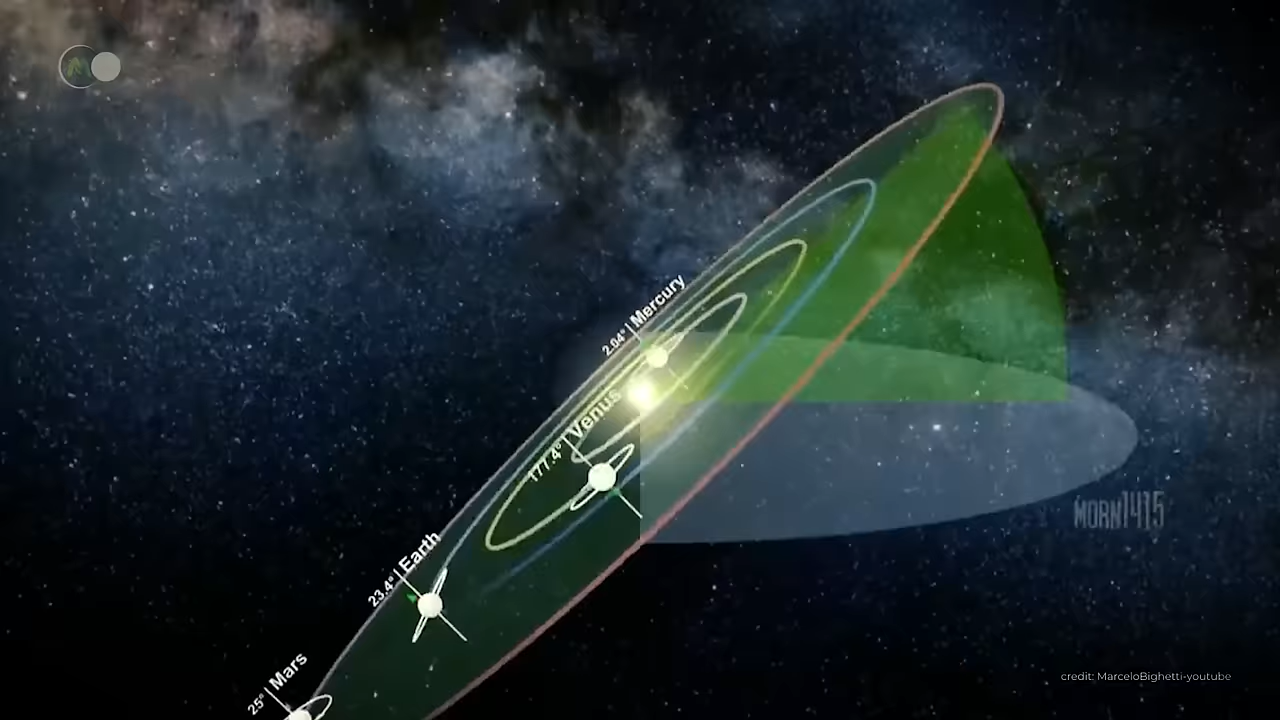 2.04° | Mercury
177.4° | Venus
23.4° | Earth
25° | Mars
MORN1415
credit: MarceloBighetti-youtube